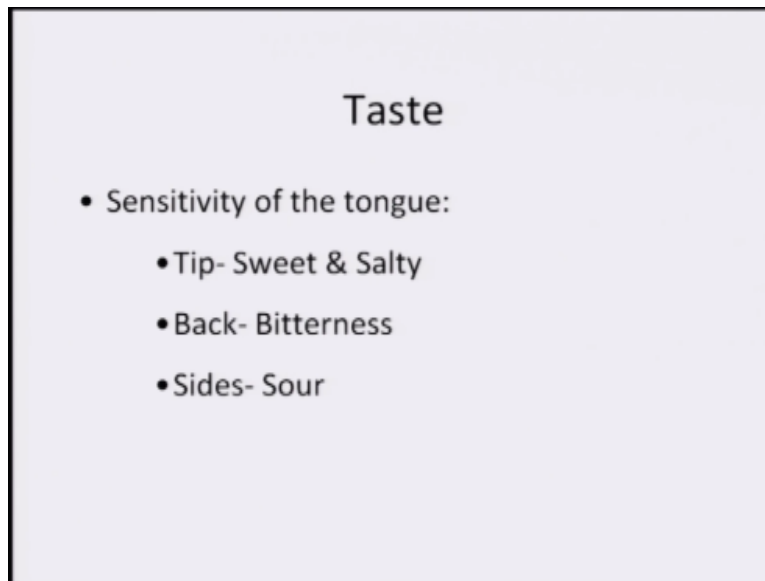 Taste
• Sensitivity of the tongue:
• Tip- Sweet & Salty
• Back- Bitterness
• Sides- Sour